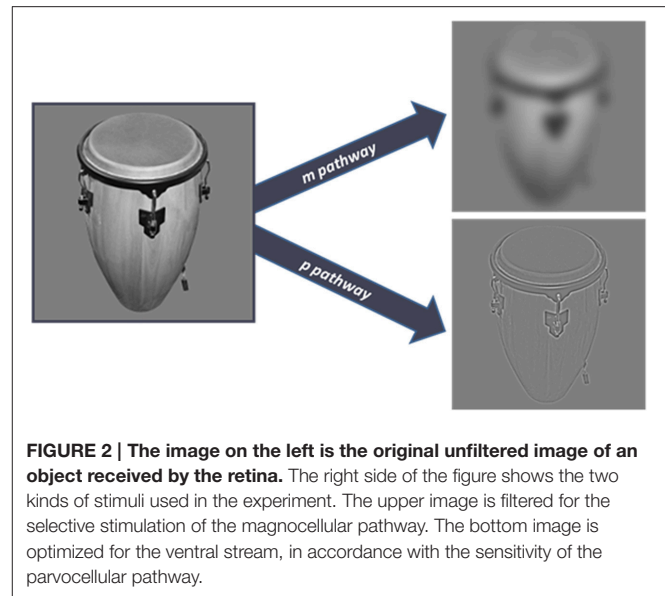 m pathway
p pathway
FIGURE 2 | The image on the left is the original unfiltered image of an
object received by the retina. The right side of the figure shows the two
kinds of stimuli used in the experiment. The upper image is filtered for the
selective stimulation of the magnocellular pathway. The bottom image is
optimized for the ventral stream, in accordance with the sensitivity of the
parvocellular pathway.